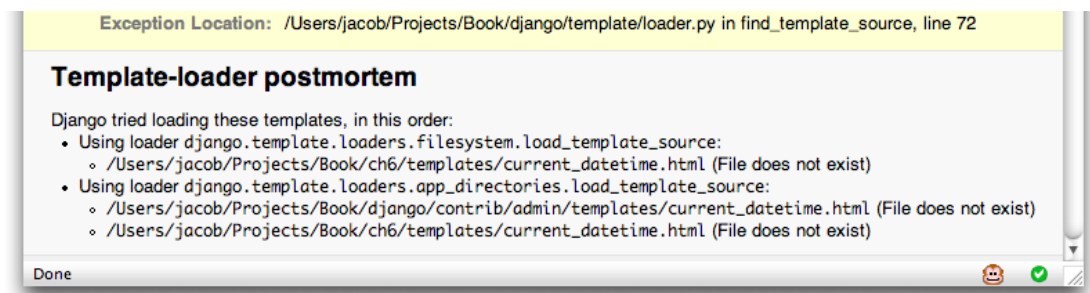 Exception Location: /Users/jacob/Projects/Book/django/template/loader.py in find_template_source, line 72
Template-loader postmortem
Django tried loading these templates, in this order:
• Using loader django.template.loaders.filesystem.load_template_source:
◦ /Users/jacob/Projects/Book/ch6/templates/current_datetime.html (File does not exist)
• Using loader django.template.loaders.app_directories.load_template_source:
◦ /Users/jacob/Projects/Book/django/contrib/admin/templates/current_datetime.html (File does not exist)
◦ /Users/jacob/Projects/Book/ch6/templates/current_datetime.html (File does not exist)
Done